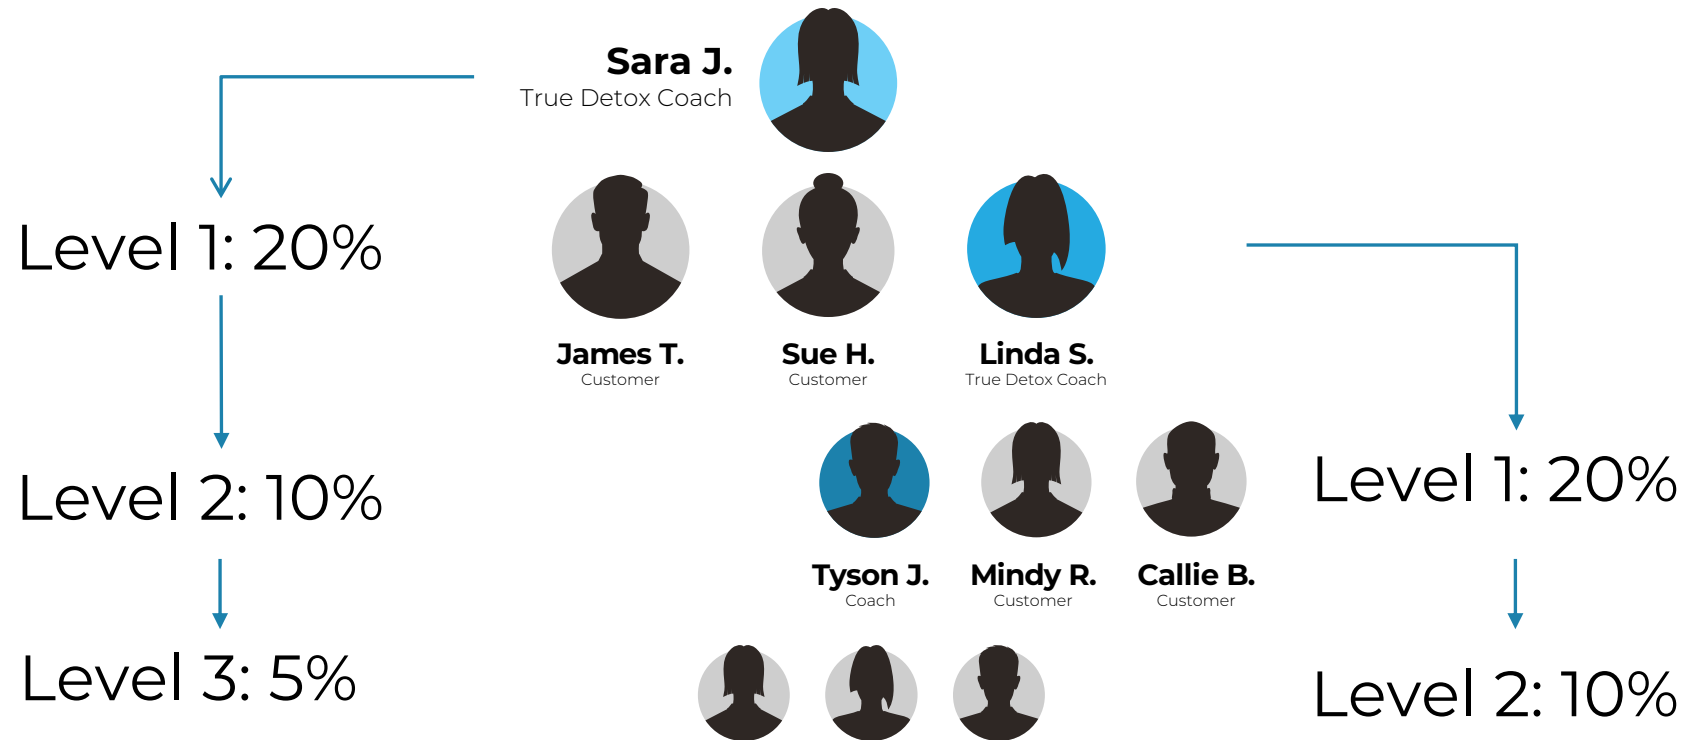 Sara J.
True Detox Coach
Level 1: 20%
James T.
Customer
Sue H.
Customer
Linda S.
True Detox Coach
Level 2: 10%
Level 1: 20%
Tyson J.
Coach
Mindy R.
Customer
Callie B.
Customer
Level 3: 5%
Level 2: 10%